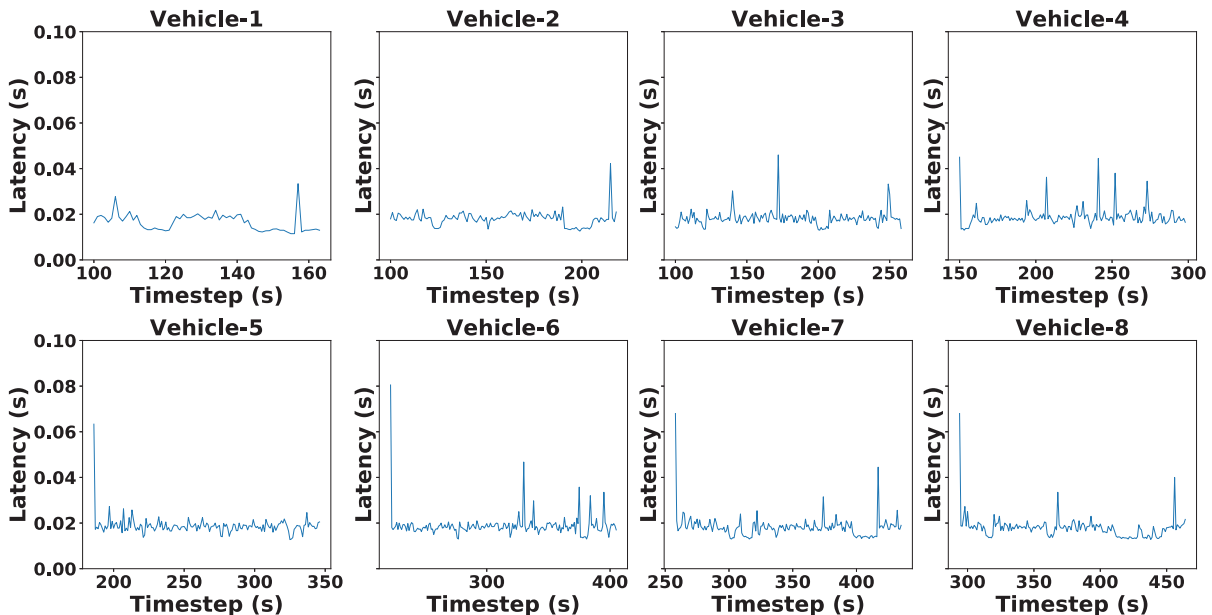 Vehicle-1 Vehicle-2 Vehicle-3 Vehicle-4
Latency (s) Latency (s) Latency (s) Latency (s)
0.10
0.08
0.06
0.04
0.02
0.00
100 120 140 160 100 150 200 100 150 200 250 150 200 250 300
Timestep (s) Timestep (s) Timestep (s) Timestep (s)
Vehicle-5 Vehicle-6 Vehicle-7 Vehicle-8
Latency (s) Latency (s) Latency (s) Latency (s)
0.10
0.08
0.06
0.04
0.02
0.00
200 250 300 350 300 400 250 300 350 400 300 350 400 450
Timestep (s) Timestep (s) Timestep (s) Timestep (s)